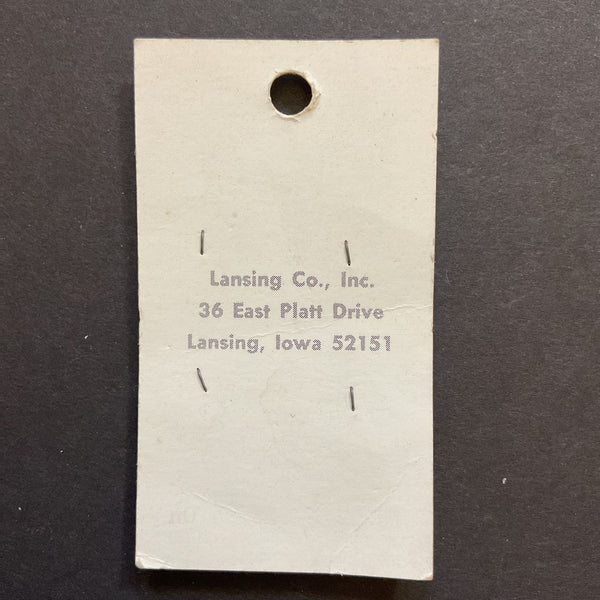 Lansing Co., Inc.
36 East Platt Drive
Lansing, Iowa 52151